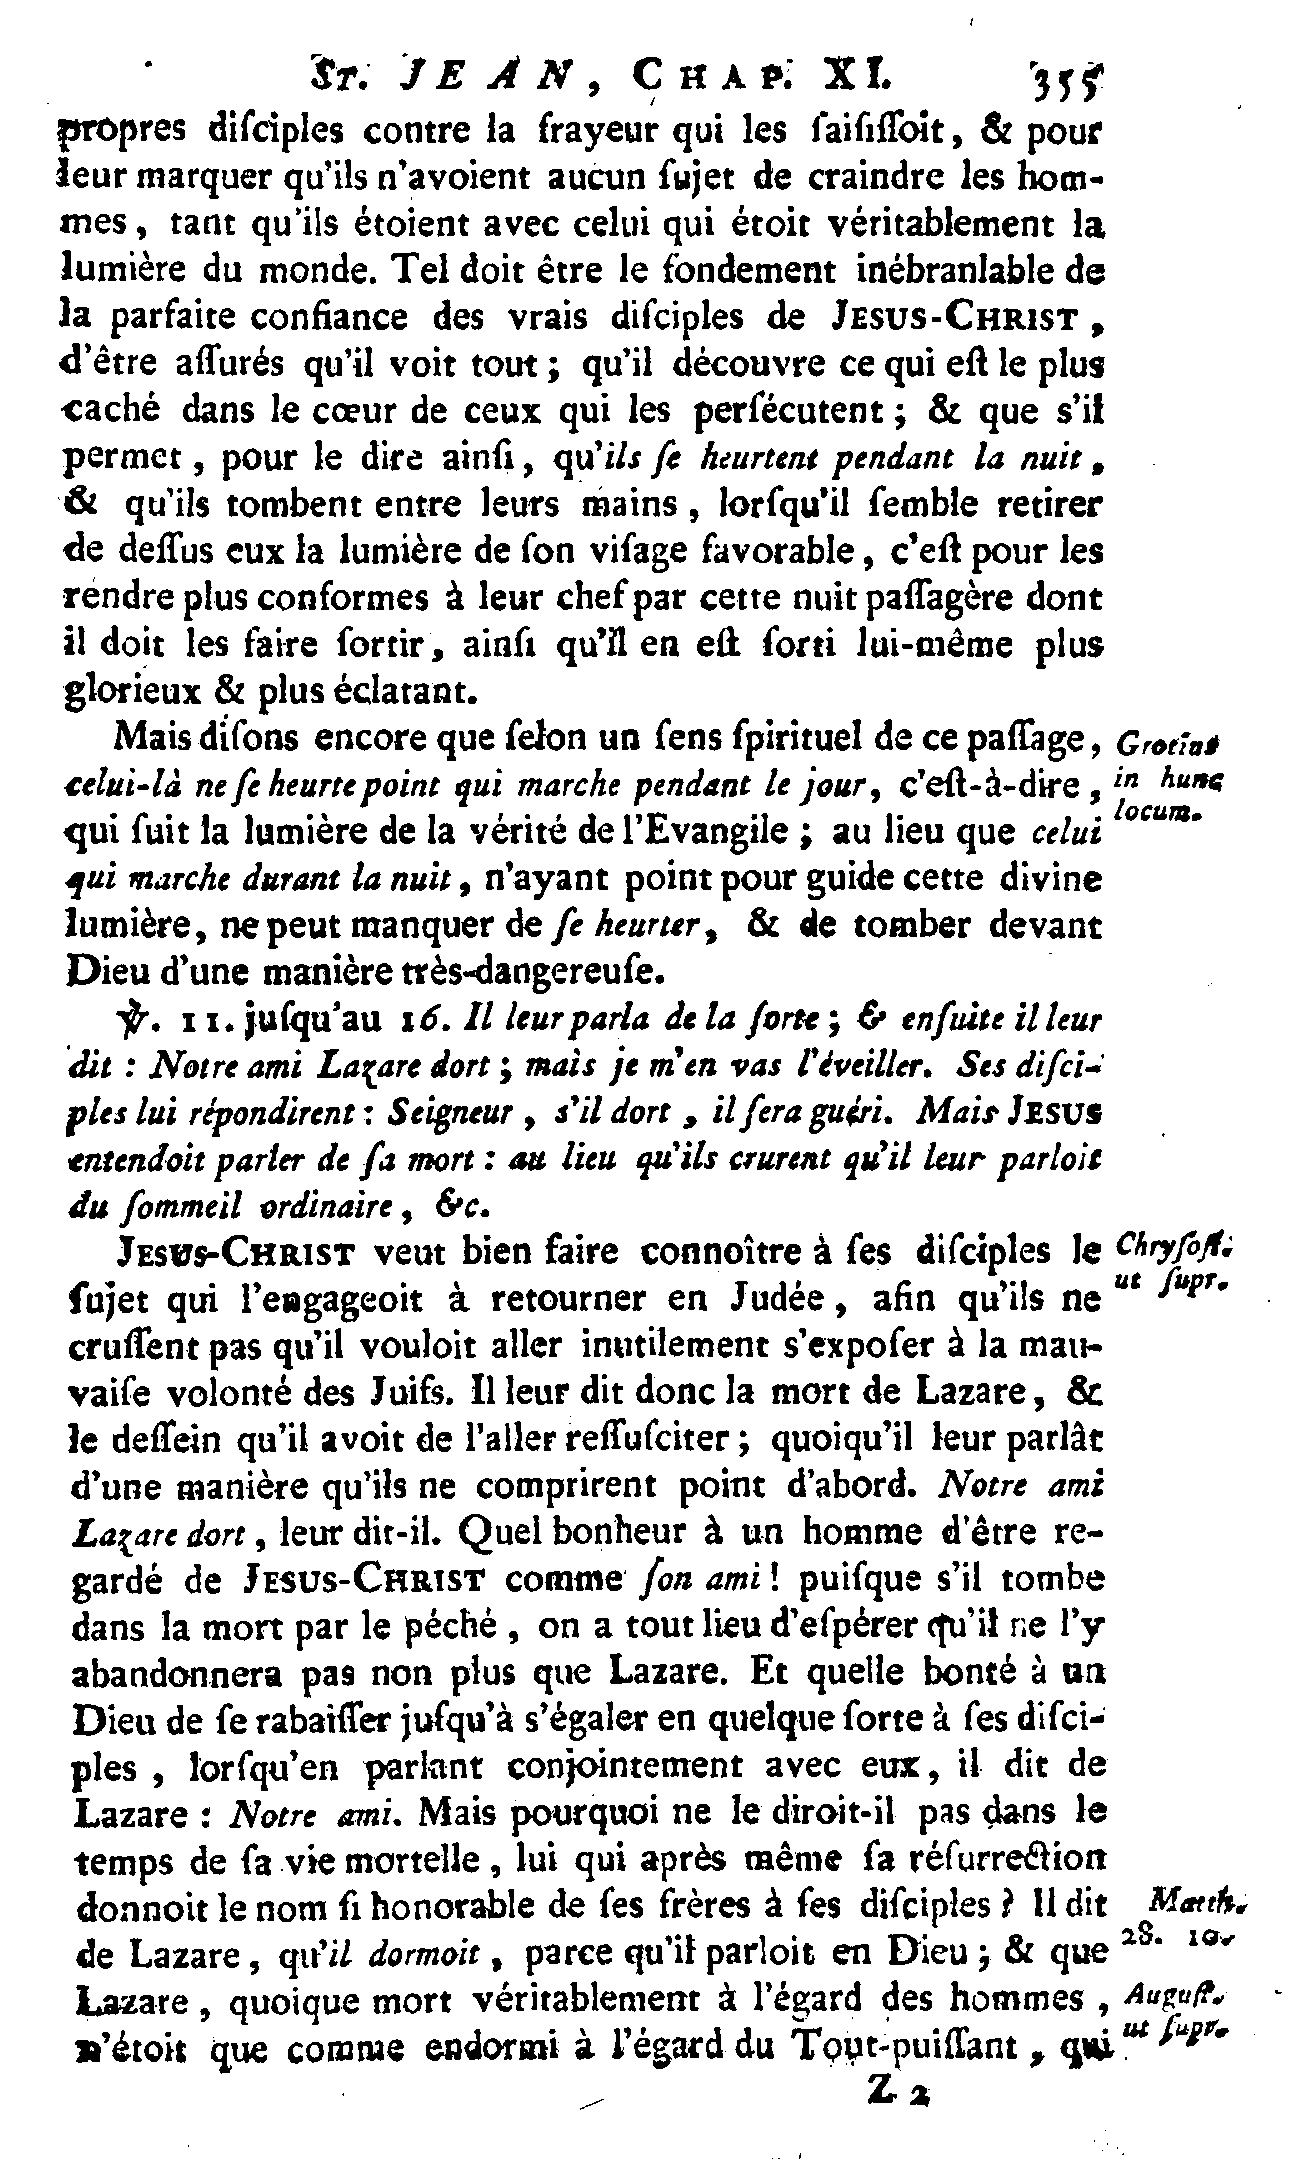 ST. JEAN, CHAP. XI. 355
propres diſciples contre la frayeur qui les ſaiſiſſoit, & pour
leur marquer qu'ils n'avoient aucun ſujet de craindre les hom-
mes, tant qu'ils étoient avec celui qui étoit véritablement la
lumière du monde. Tel doit être le fondement inébranlable de
la parfaite confiance des vrais diſciples de JESUS-CHRIST,
d'être aſſurés qu'il voit tout; qu'il découvre ce qui eſt le plus
caché dans le cœur de ceux qui les perſécutent; & que s'il
permet, pour le dire ainſi, qu'ils ſe heurtent pendant la nuit,
& qu'ils tombent entre leurs mains, lorſqu'il ſemble retirer
de deſſus eux la lumière de ſon viſage favorable, c'eſt pour les
rendre plus conformes à leur chef par cette nuit paſſagère dont
il doit les faire ſortir, ainſi qu'il en eſt ſorti lui-même plus
glorieux & plus éclatant.
Mais diſons encore que ſelon un ſens ſpirituel de ce paſſage,
celui-là ne ſe heurte point qui marche pendant le jour, c'eſt-à-dire,
qui ſuit la lumière de la vérité de l'Evangile; au lieu que celui
qui marche durant la nuit, n'ayant point pour guide cette divine
lumière, ne peut manquer de ſe heurter, & de tomber devant
Dieu d'une manière très-dangereuſe.
Grotius
in hunc
locum.
℣. 11. juſqu'au 16. Il leur parla de la ſorte; & enſuite il leur
dit : Notre ami Lazare dort; mais je m'en vas l'éveiller. Ses diſci-
ples lui répondirent : Seigneur, s'il dort, il ſera guéri. Mais JESUS
entendoit parler de ſa mort : au lieu qu'ils crurent qu'il leur parloit
du ſommeil ordinaire, &c.
JESUS-CHRIST veut bien faire connoître à ſes diſciples le
ſujet qui l'engageoit à retourner en Judée, afin qu'ils ne
cruſſent pas qu'il vouloit aller inutilement s'expoſer à la mau-
vaiſe volonté des Juifs. Il leur dit donc la mort de Lazare, &
le deſſein qu'il avoit de l'aller reſſuſciter; quoiqu'il leur parlât
d'une manière qu'ils ne comprirent point d'abord. Notre ami
Lazare dort, leur dit-il. Quel bonheur à un homme d'être re-
gardé de JESUS-CHRIST comme ſon ami! puiſque s'il tombe
dans la mort par le péché, on a tout lieu d'eſpérer qu'il ne l'y
abandonnera pas non plus que Lazare. Et quelle bonté à un
Dieu de ſe rabaiſſer juſqu'à s'égaler en quelque ſorte à ſes diſci-
ples, lorſqu'en parlant conjointement avec eux, il dit de
Lazare : Notre ami. Mais pourquoi ne le diroit-il pas dans le
temps de ſa vie mortelle, lui qui après même ſa réſurrection
donnoit le nom ſi honorable de ſes frères à ſes diſciples? Il dit
de Lazare, qu'il dormoit, parce qu'il parloit en Dieu; & que
Lazare, quoique mort véritablement à l'égard des hommes,
n'étoit que comme endormi à l'égard du Tout-puiſſant, qui
Chryſoſt.
ut ſupr.
Matth.
28. 10.
Auguſt.
ut ſupr.
Z 2